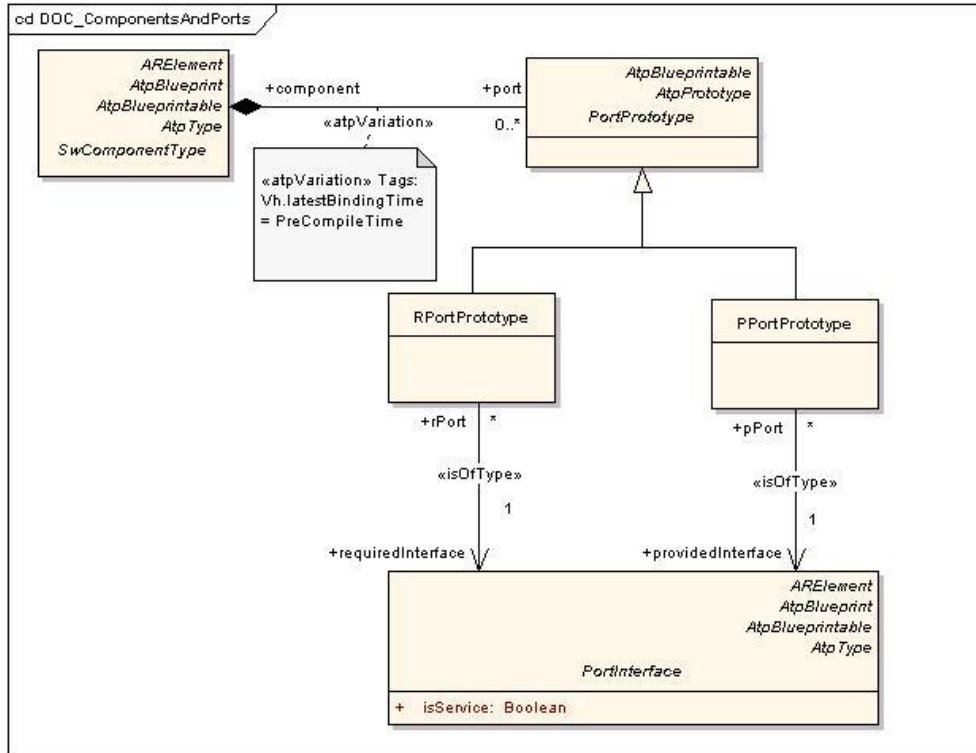 cd DOC_ComponentsAndPorts
ARElement
AtpBlueprint
AtpBlueprintable
AtpType
SwComponentType
+component
+port
«atpVariation»
0..*
AtpBlueprintable
AtpPrototype
PortPrototype
«atpVariation» Tags:
Vh.latestBindingTime
= PreCompileTime
RPortPrototype
PPortPrototype
+rPort
*
+pPort
*
«isOfType»
«isOfType»
1
1
+requiredInterface
+providedInterface
ARElement
AtpBlueprint
AtpBlueprintable
AtpType
PortInterface
+ isService: Boolean